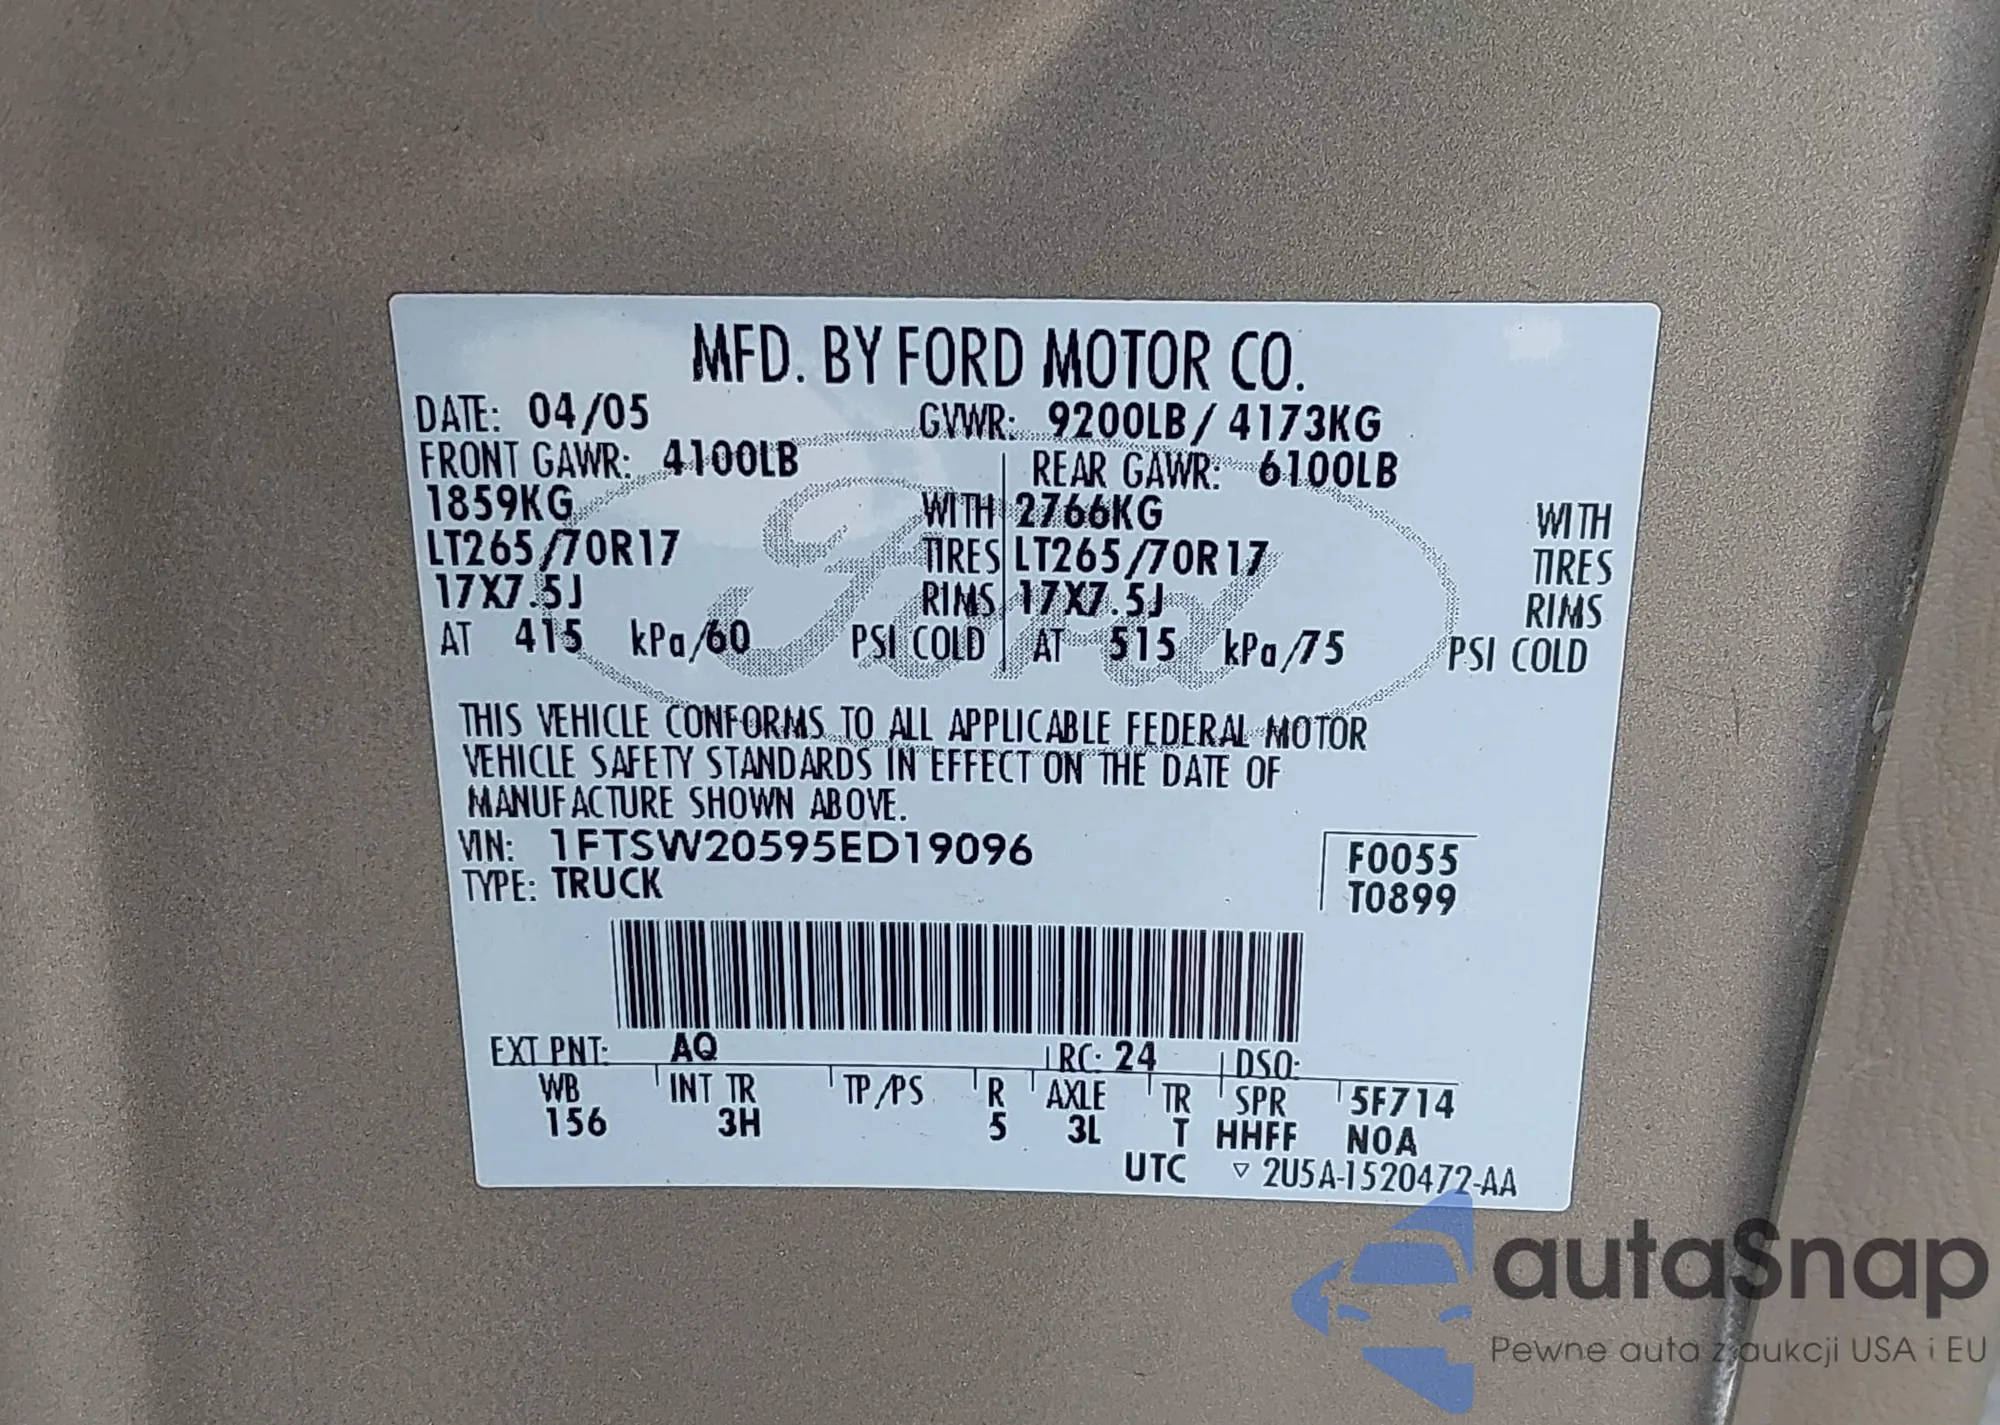 MFD. BY FORD MOTOR CO.
DATE: 04/05 GVWR: 9200LB/ 4173KG
FRONT GAWR: 4100LB REAR GAWR: 6100LB
1859KG WITH 2766KG WITH
LT265/70R17 TIRES LT265/70R17 TIRES
17X7.5J RIMS 17X7.5J RIMS
AT 415 kPa/60 PSI COLD AT 515 kPa/75 PSI COLD
Ford
THIS VEHICLE CONFORMS TO ALL APPLICABLE FEDERAL MOTOR
VEHICLE SAFETY STANDARDS IN EFFECT ON THE DATE OF
MANUFACTURE SHOWN ABOVE.
VIN: 1FTSW20595ED19096 F0055
TYPE: TRUCK T0899
EXT PNT: AQ RC: 24 DSO:
WB INT TR TP/PS R AXLE TR SPR 5F714
156 3H 5 3L T HHFF NOA
UTC ▽ 2U5A-1520472-AA
autaSnap
Pewne auta z aukcji USA i EU